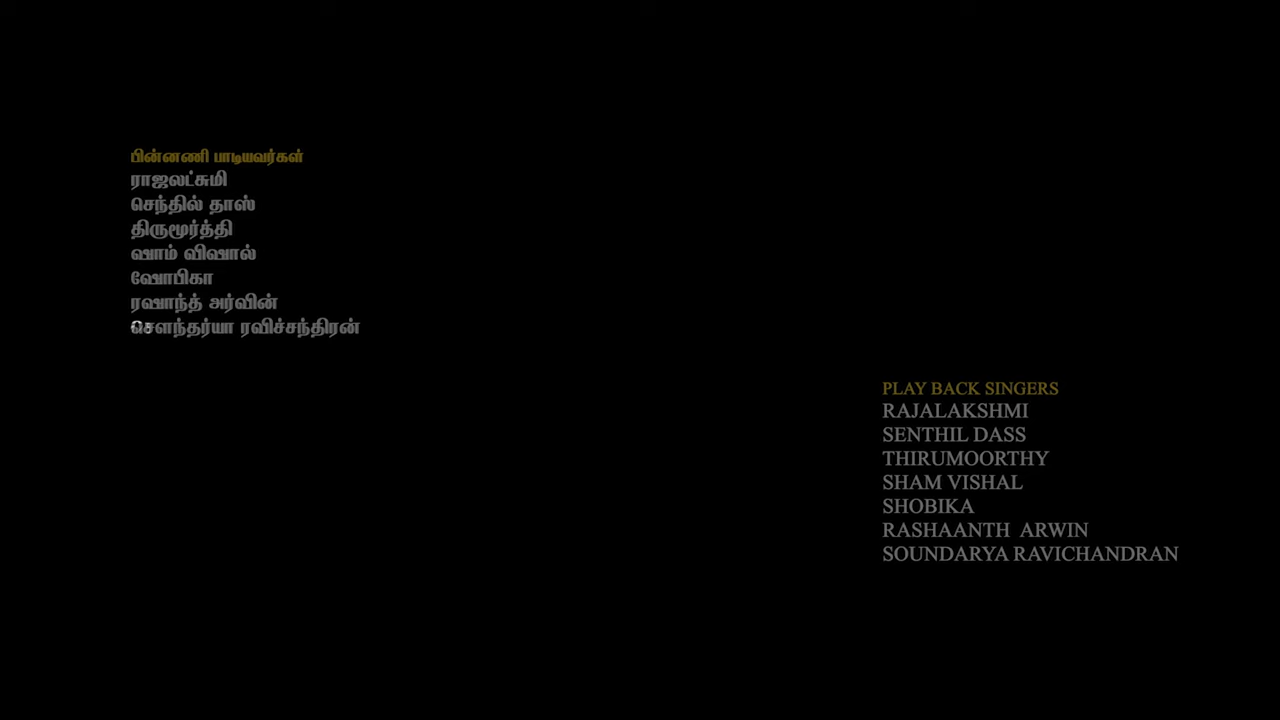 பின்னணி பாடியவர்கள்
ராஜலட்சுமி
செந்தில் தாஸ்
திருமூர்த்தி
ஷாம் விஷால்
ஷோபிகா
ரஷாந்த் அர்வின்
சௌந்தர்யா ரவிச்சந்திரன்
PLAY BACK SINGERS
RAJALAKSHMI
SENTHIL DASS
THIRUMOORTHY
SHAM VISHAL
SHOBIKA
RASHAANTH ARWIN
SOUNDARYA RAVICHANDRAN